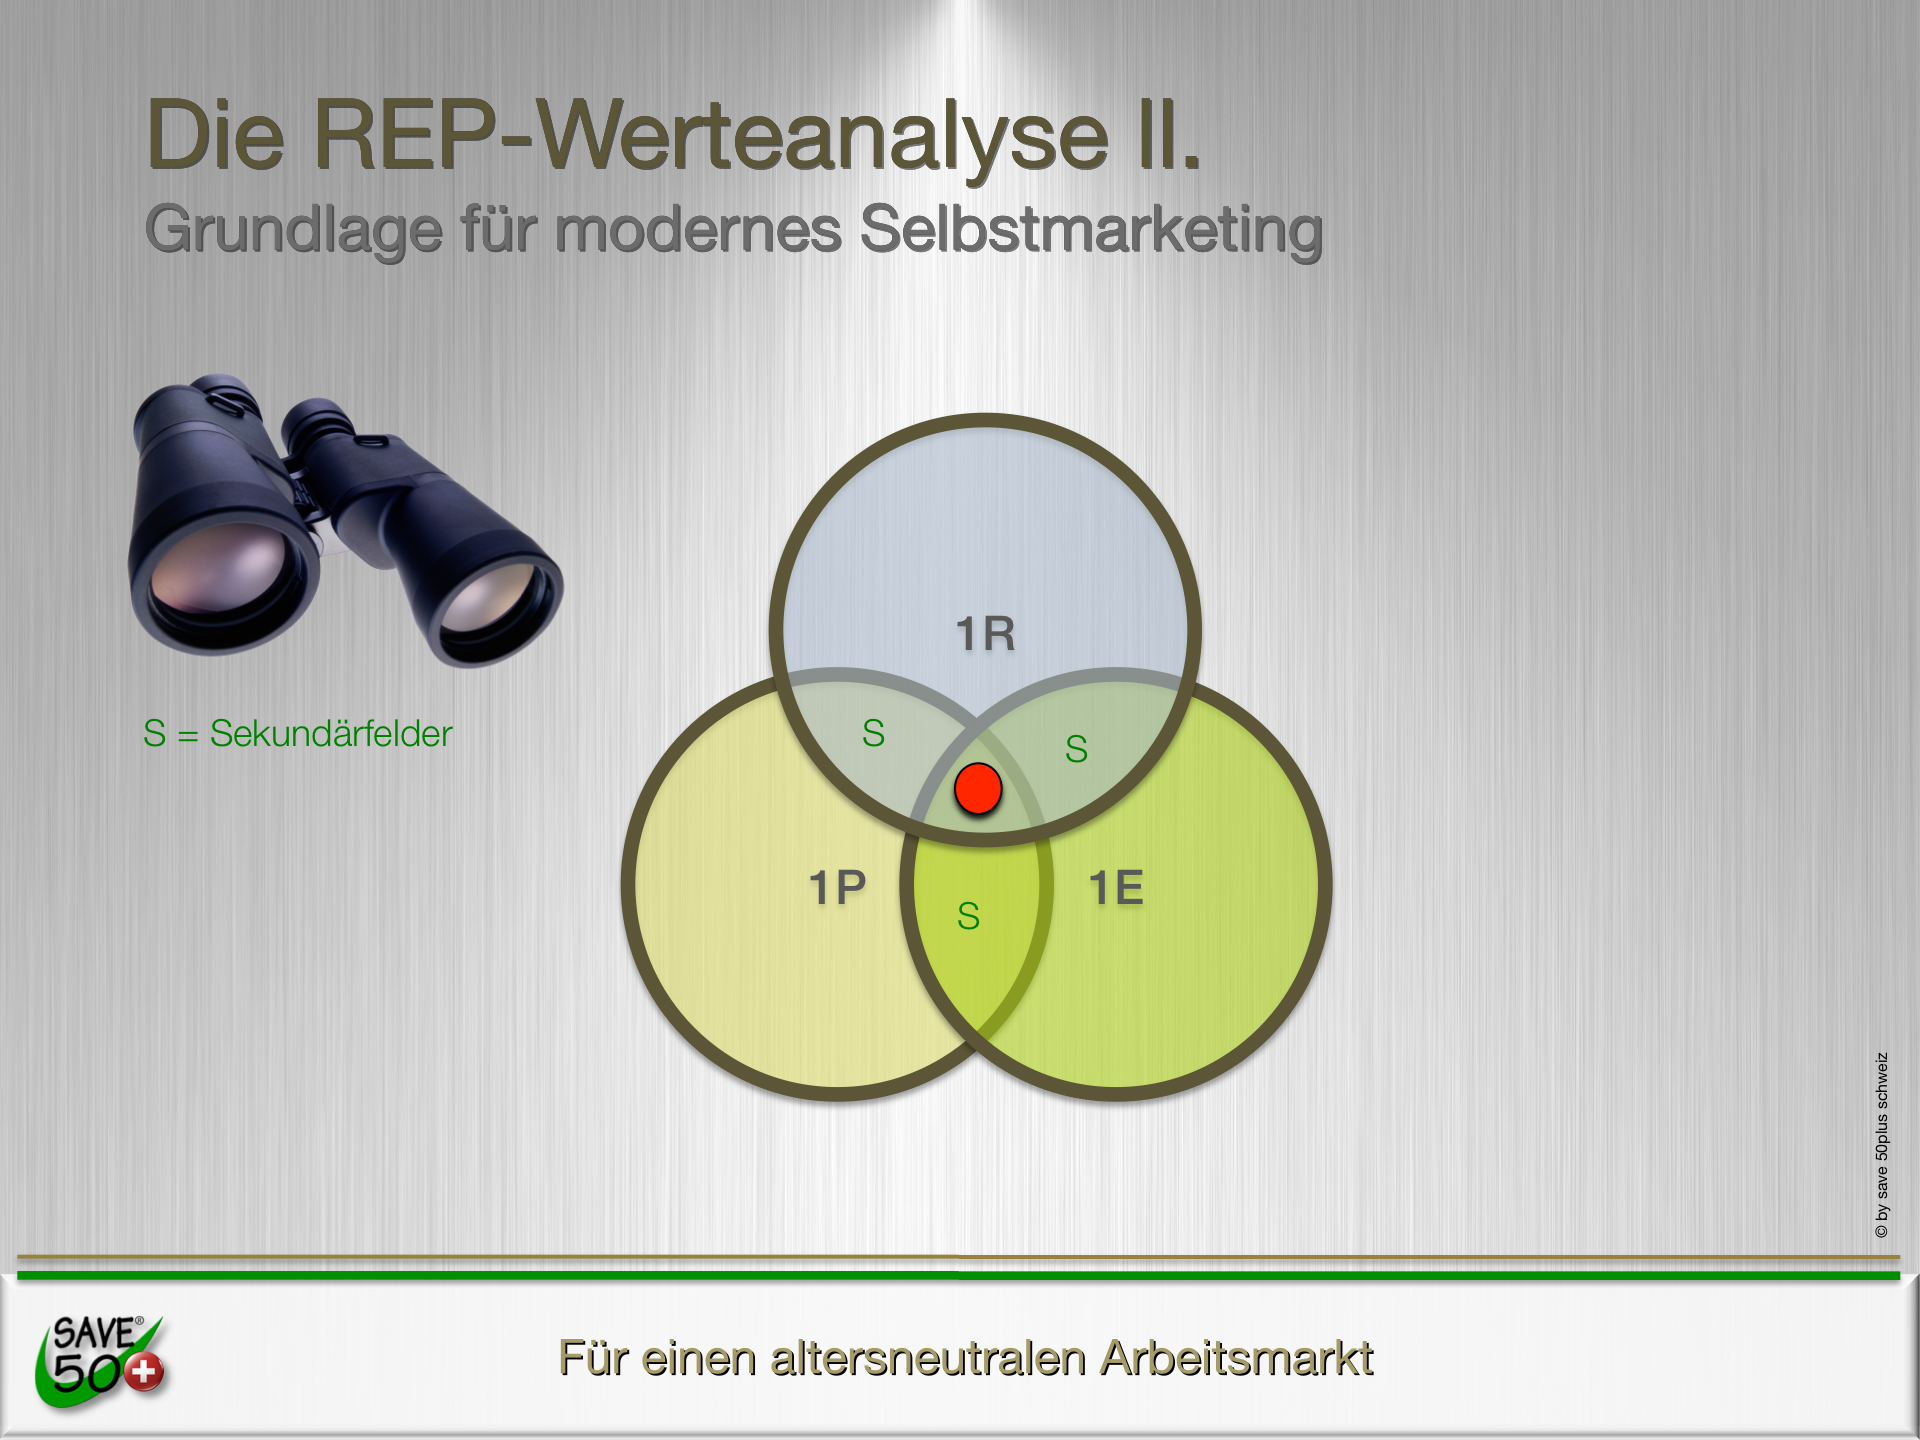 Die REP-Werteanalyse II.
Grundlage für modernes Selbstmarketing
1R
S = Sekundärfelder
S
S
1P
1E
S
© by save 50plus schweiz
SAVE®
50+
Für einen altersneutralen Arbeitsmarkt